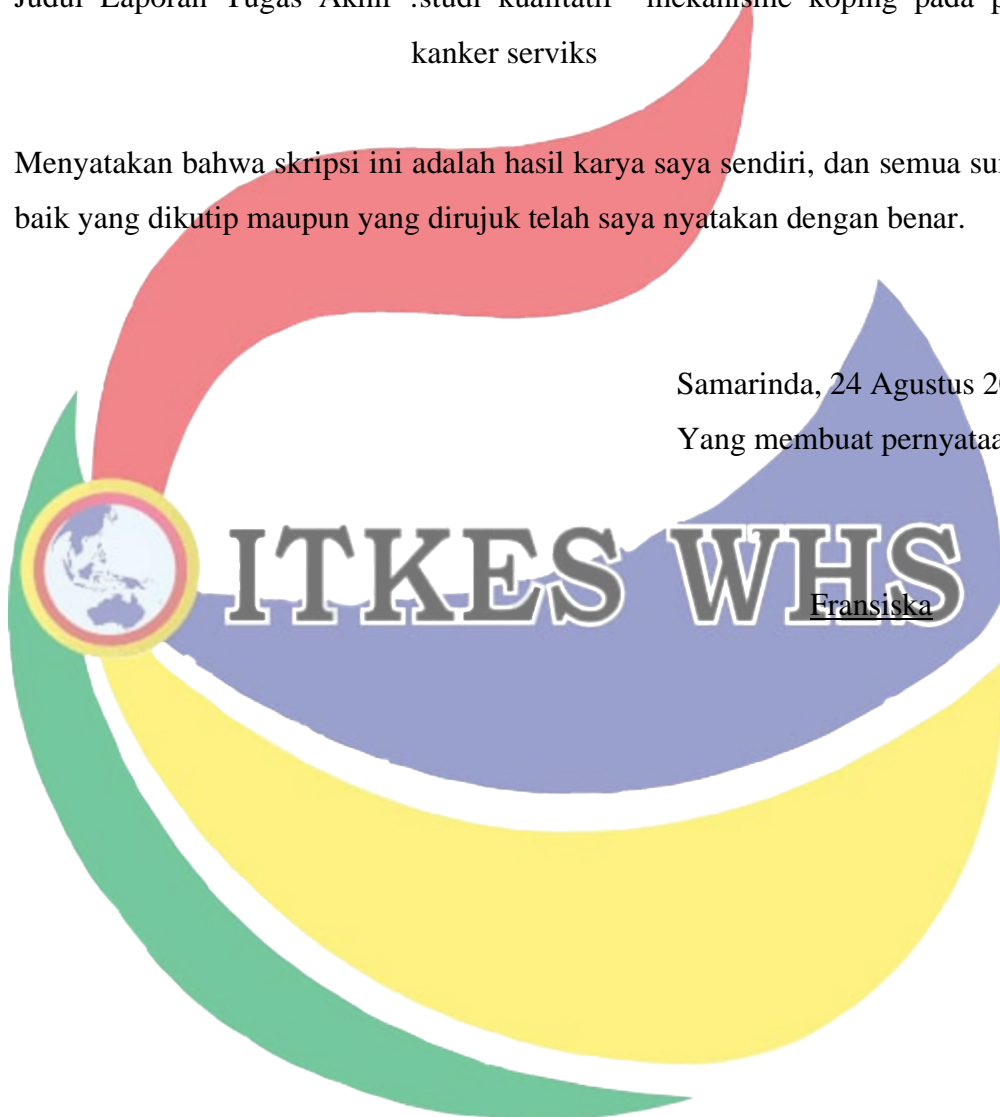 Judul Laporan Tugas Akhir :studi kualitatif mekanisme koping pada
kanker serviks
Menyatakan bahwa skripsi ini adalah hasil karya saya sendiri, dan semua
baik yang dikutip maupun yang dirujuk telah saya nyatakan dengan benar.
Samarinda, 24 Agustus
Yang membuat pernyataa
ITKES WHS
Fransiska